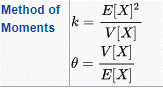 Method of Moments
k = E[X]² / V[X]
θ = V[X] / E[X]